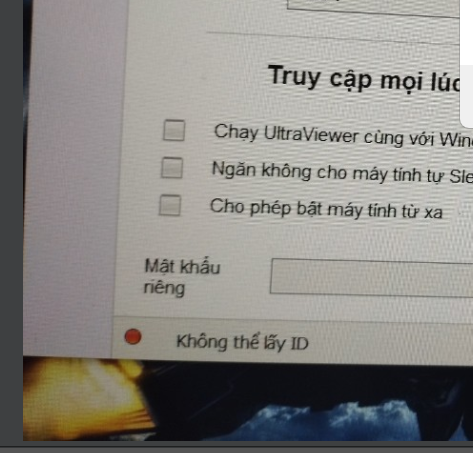 Truy cập mọi lúc
Chạy UltraViewer cùng với Win
Ngăn không cho máy tính tự Sle
Cho phép bật máy tính từ xa
Mật khẩu
riêng
Không thể lấy ID